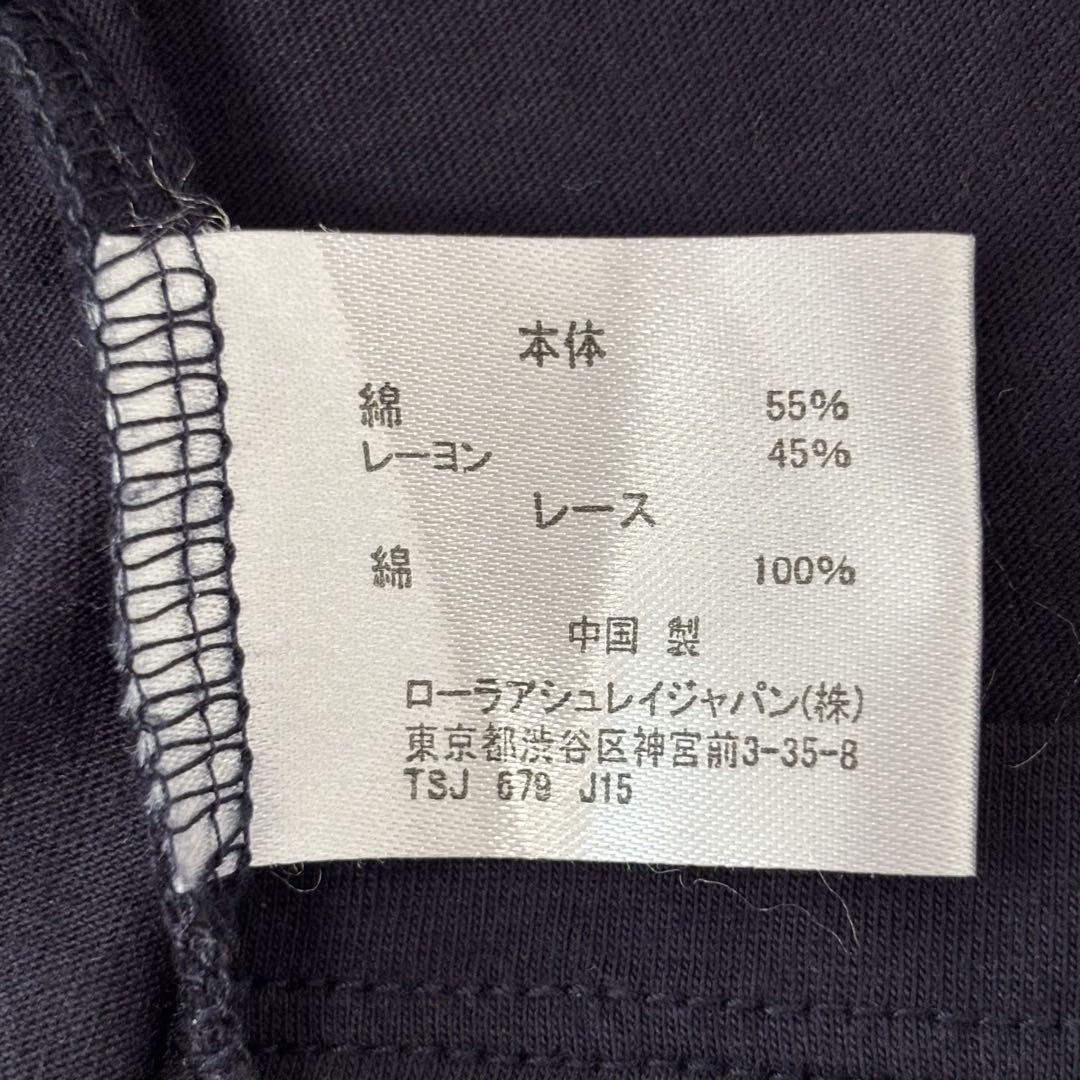 本体
綿 55%
レーヨン 45%
レース
綿 100%
中国 製
ローラアシュレイジャパン(株)
東京都渋谷区神宮前3-35-8
TSJ 679 J15